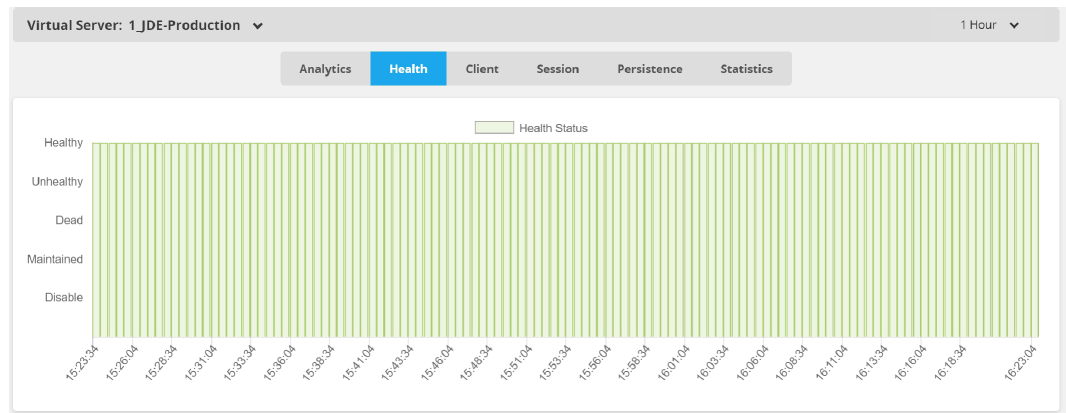 Virtual Server: 1_JDE-Production
1 Hour
Analytics Health Client Session Persistence Statistics
Health Status
Healthy
Unhealthy
Dead
Maintained
Disable
15:23:34 15:26:04 15:28:34 15:31:04 15:33:34 15:36:04 15:38:34 15:41:04 15:43:34 15:46:04 15:48:34 15:51:04 15:53:34 15:56:04 15:58:34 16:01:04 16:03:34 16:06:04 16:08:34 16:11:04 16:13:34 16:16:04 16:18:34 16:23:04